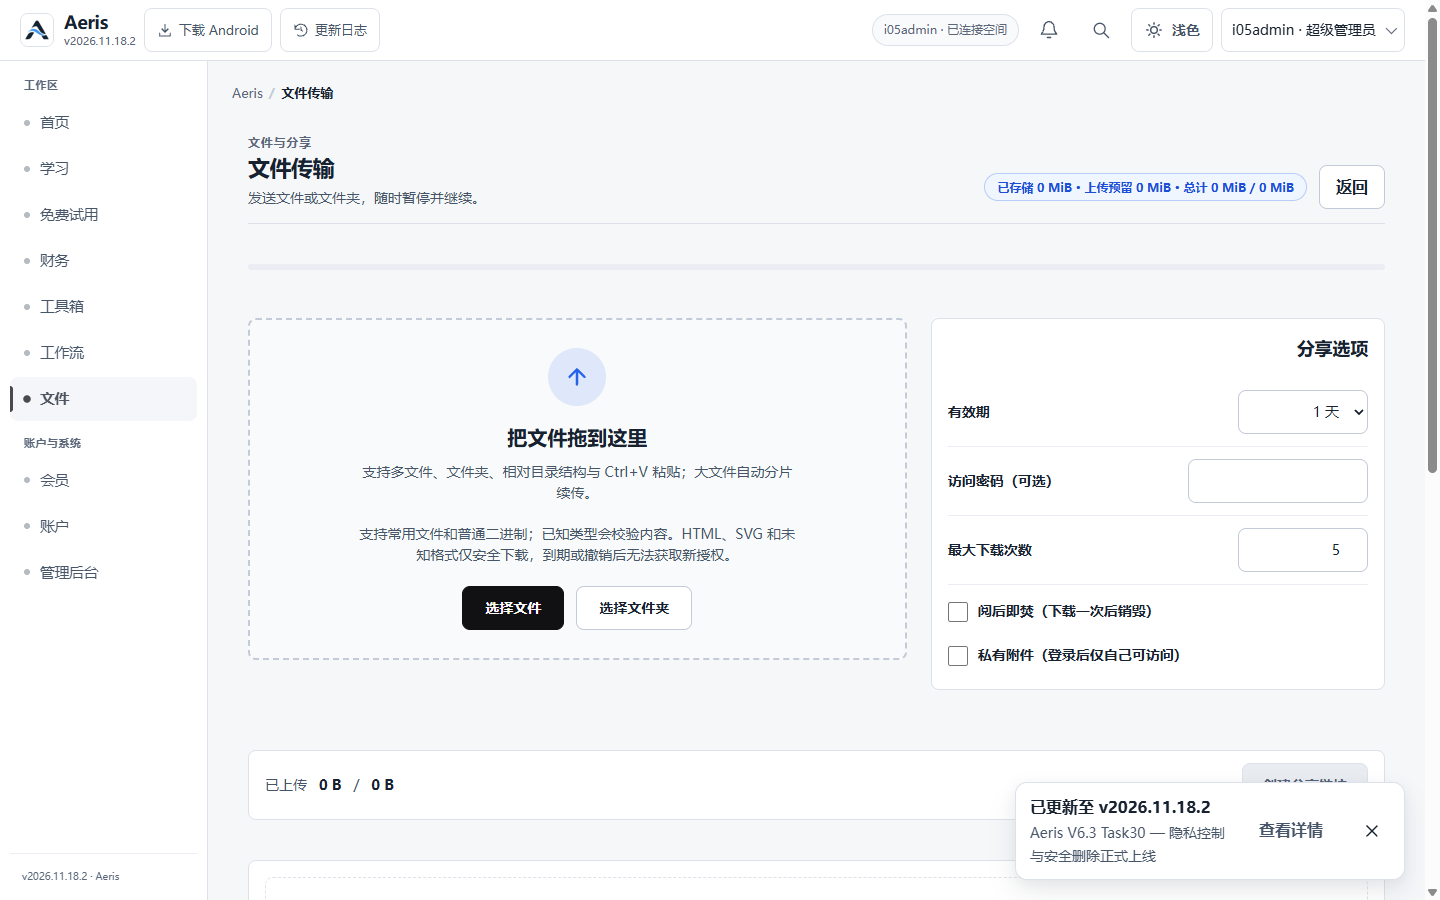 Aeris
v2026.11.18.2
下载 Android
更新日志
i05admin · 已连接空间
浅色
i05admin · 超级管理员
工作区
首页
学习
免费试用
财务
工具箱
工作流
文件
账户与系统
会员
账户
管理后台
v2026.11.18.2 · Aeris
Aeris / 文件传输
文件与分享
文件传输
发送文件或文件夹，随时暂停并继续。
已存储 0 MiB • 上传预留 0 MiB • 总计 0 MiB / 0 MiB
返回
把文件拖到这里
支持多文件、文件夹、相对目录结构与 Ctrl+V 粘贴；大文件自动分片
续传。
支持常用文件和普通二进制；已知类型会校验内容。HTML、SVG 和未
知格式仅安全下载，到期或撤销后无法获取新授权。
选择文件
选择文件夹
分享选项
有效期
1 天
访问密码（可选）
最大下载次数
5
阅后即焚（下载一次后销毁）
私有附件（登录后仅自己可访问）
已上传 0 B / 0 B
已更新至 v2026.11.18.2
Aeris V6.3 Task30 — 隐私控制
与安全删除正式上线
查看详情